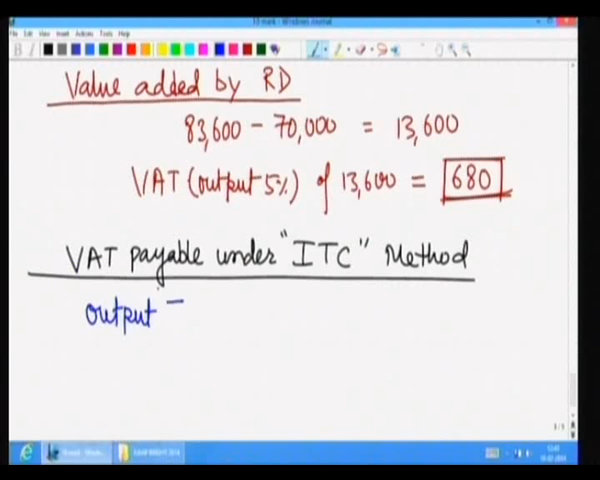 Value added by RD
83,600 - 70,000 = 13,600
VAT (output 5%) of 13,600 = 680
VAT payable under "ITC" Method
output -